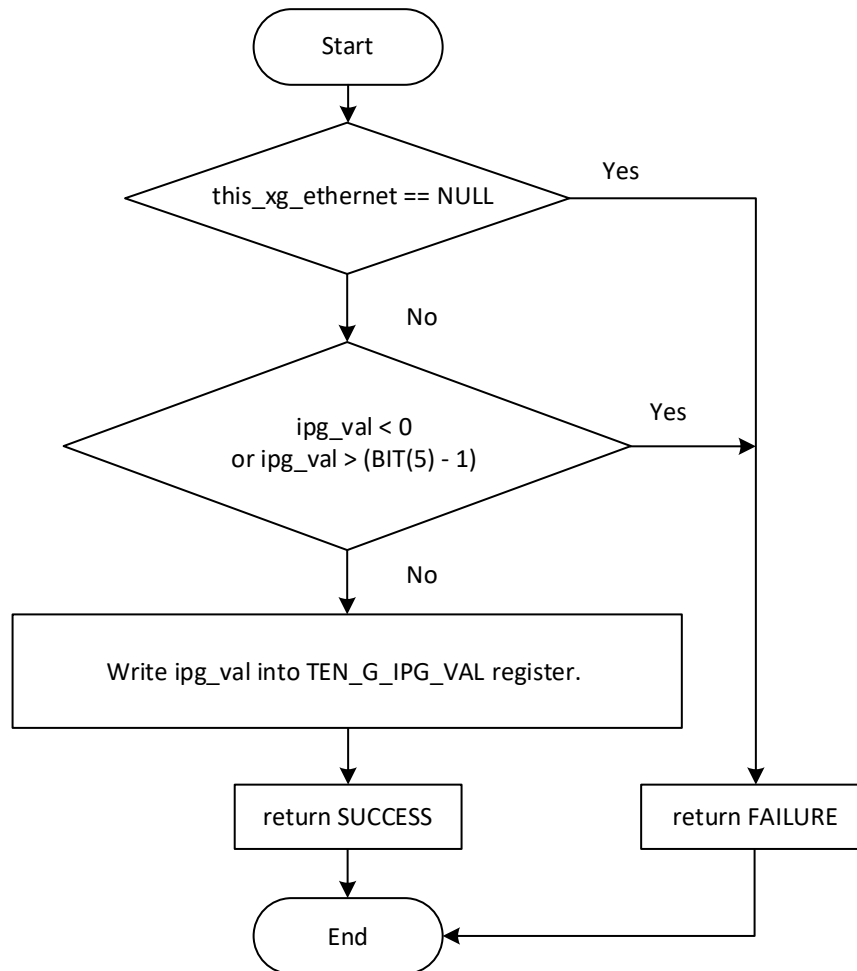 Start
this_xg_ethernet == NULL
Yes
No
ipg_val < 0
or ipg_val > (BIT(5) - 1)
Yes
No
Write ipg_val into TEN_G_IPG_VAL register.
return SUCCESS
return FAILURE
End